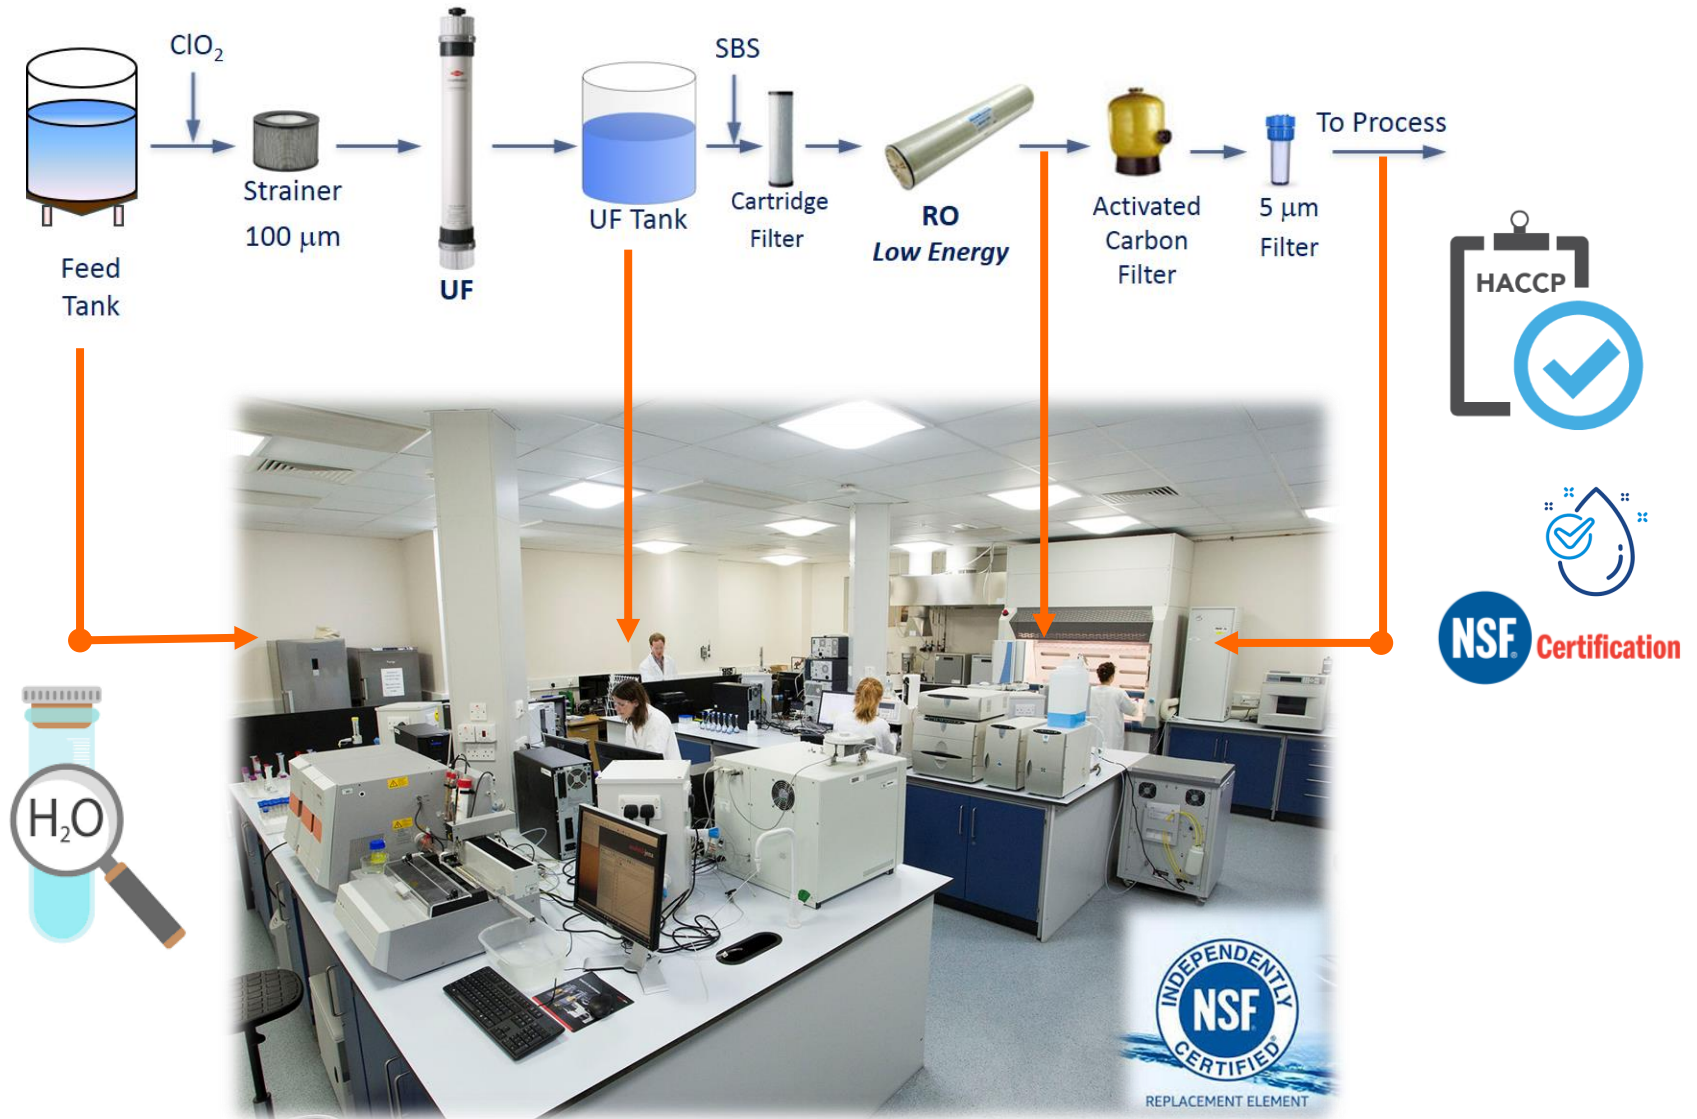 ClO₂
SBS
To Process
Strainer
100 µm
UF Tank
Cartridge
Filter
RO
Low Energy
Activated
Carbon
Filter
5 µm
Filter
Feed
Tank
UF
HACCP
NSF Certification
H₂O
INDEPENDENTLY
NSF
CERTIFIED
REPLACEMENT ELEMENT